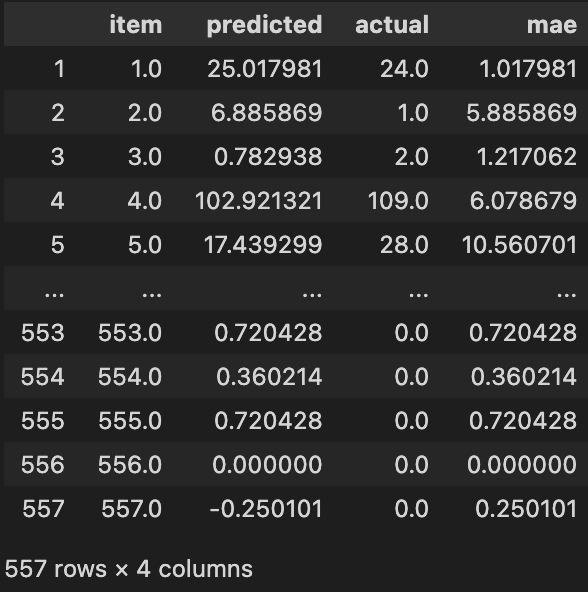 item predicted actual mae
1 1.0 25.017981 24.0 1.017981
2 2.0 6.885869 1.0 5.885869
3 3.0 0.782938 2.0 1.217062
4 4.0 102.921321 109.0 6.078679
5 5.0 17.439299 28.0 10.560701
... ... ... ... ...
553 553.0 0.720428 0.0 0.720428
554 554.0 0.360214 0.0 0.360214
555 555.0 0.720428 0.0 0.720428
556 556.0 0.000000 0.0 0.000000
557 557.0 -0.250101 0.0 0.250101
557 rows × 4 columns